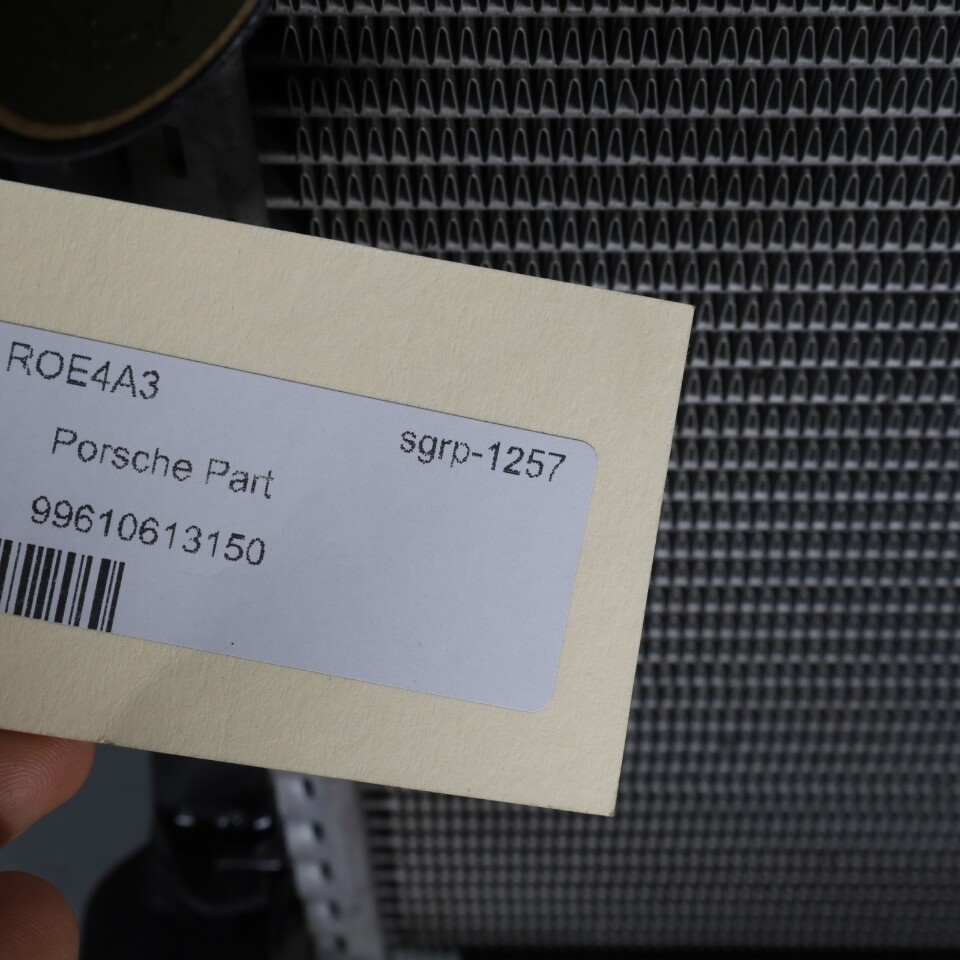 ROE4A3
sgrp-1257
Porsche Part
99610613150